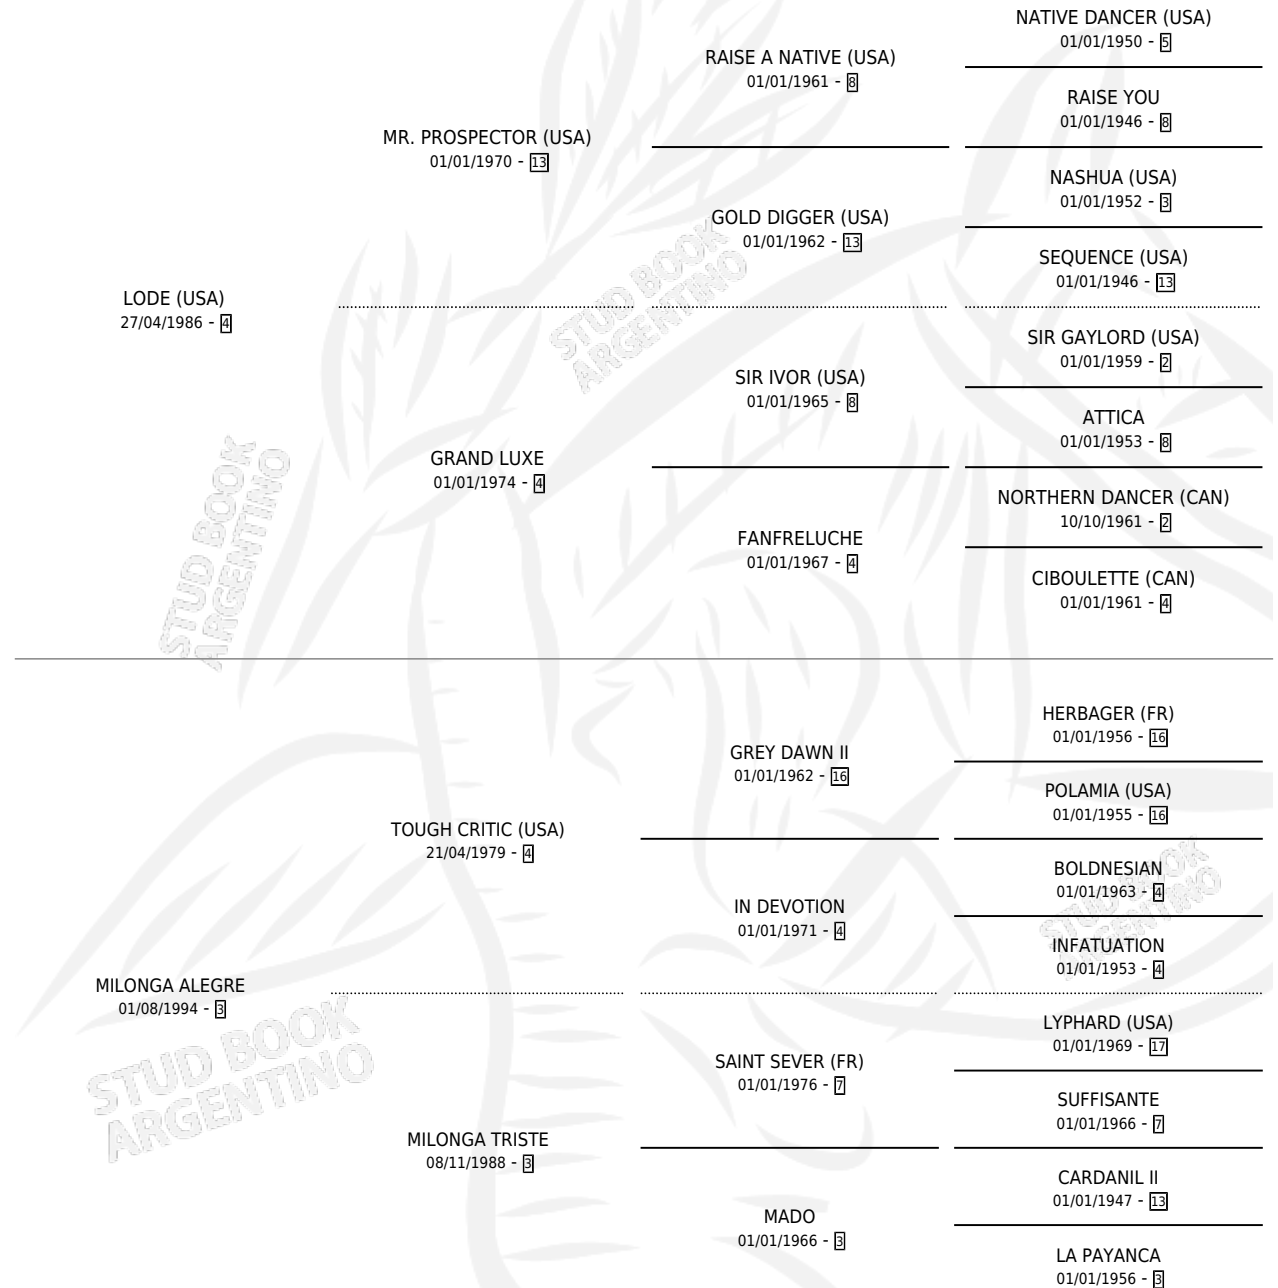 NATIVE DANCER (USA)
01/01/1950 - 5
RAISE A NATIVE (USA)
01/01/1961 - 8
RAISE YOU
01/01/1946 - 8
MR. PROSPECTOR (USA)
01/01/1970 - 13
NASHUA (USA)
01/01/1952 - 3
GOLD DIGGER (USA)
01/01/1962 - 13
SEQUENCE (USA)
01/01/1946 - 13
LODE (USA)
27/04/1986 - 4
SIR GAYLORD (USA)
01/01/1959 - 2
SIR IVOR (USA)
01/01/1965 - 8
ATTICA
01/01/1953 - 8
GRAND LUXE
01/01/1974 - 4
NORTHERN DANCER (CAN)
10/10/1961 - 2
FANFRELUCHE
01/01/1967 - 4
CIBOULETTE (CAN)
01/01/1961 - 4
HERBAGER (FR)
01/01/1956 - 16
GREY DAWN II
01/01/1962 - 16
POLAMIA (USA)
01/01/1955 - 16
TOUGH CRITIC (USA)
21/04/1979 - 4
BOLDNESIAN
01/01/1963 - 4
IN DEVOTION
01/01/1971 - 4
INFATUATION
01/01/1953 - 4
MILONGA ALEGRE
01/08/1994 - 3
LYPHARD (USA)
01/01/1969 - 17
SAINT SEVER (FR)
01/01/1976 - 7
SUFFISANTE
01/01/1966 - 7
MILONGA TRISTE
08/11/1988 - 3
CARDANIL II
01/01/1947 - 13
MADO
01/01/1966 - 3
LA PAYANCA
01/01/1956 - 3
STUD BOOK
ARGENTINO
STUD BOOK
ARGENTINO
STUD BOOK
ARGENTINO
STUD BOOK
ARGENTINO